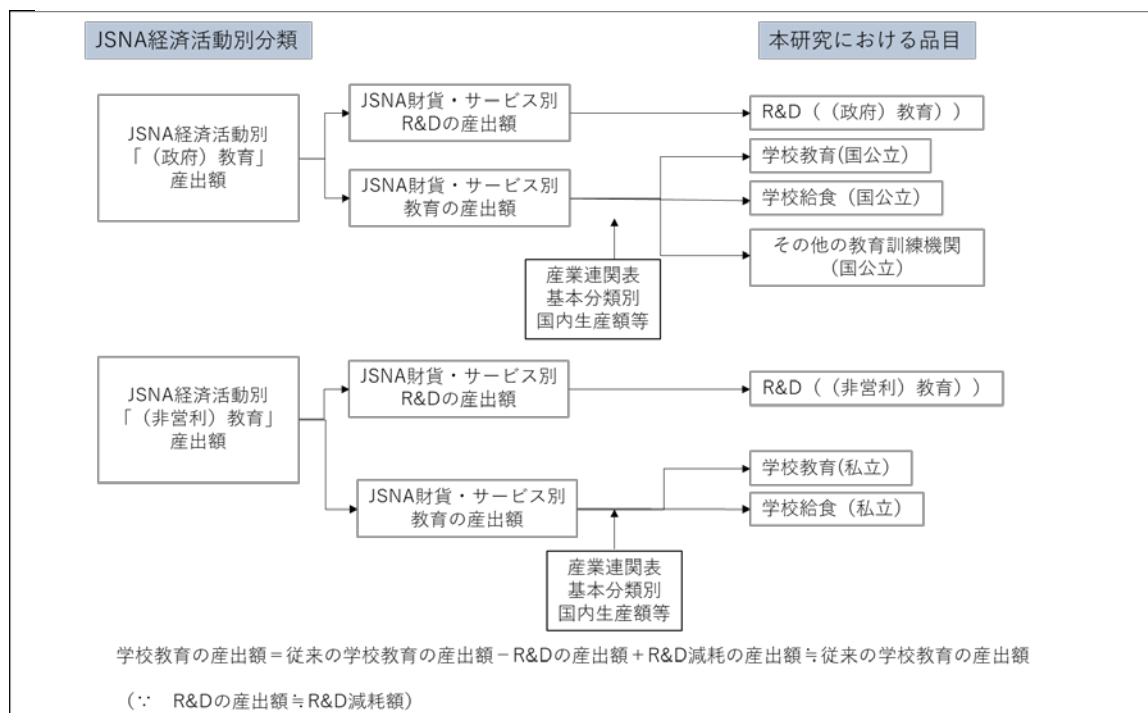 JSNA経済活動別分類
本研究における品目
JSNA経済活動別
「（政府）教育」
産出額
JSNA財貨・サービス別
R&Dの産出額
JSNA財貨・サービス別
教育の産出額
R&D（（政府）教育））
学校教育(国公立）
学校給食（国公立）
その他の教育訓練機関
（国公立）
産業連関表
基本分類別
国内生産額等
JSNA経済活動別
「（非営利）教育」
産出額
JSNA財貨・サービス別
R&Dの産出額
JSNA財貨・サービス別
教育の産出額
R&D（（非営利）教育））
学校教育(私立）
学校給食（私立）
産業連関表
基本分類別
国内生産額等
学校教育の産出額＝従来の学校教育の産出額－R&Dの産出額＋R&D減耗の産出額≒従来の学校教育の産出額
（∵　R&Dの産出額≒R&D減耗額）